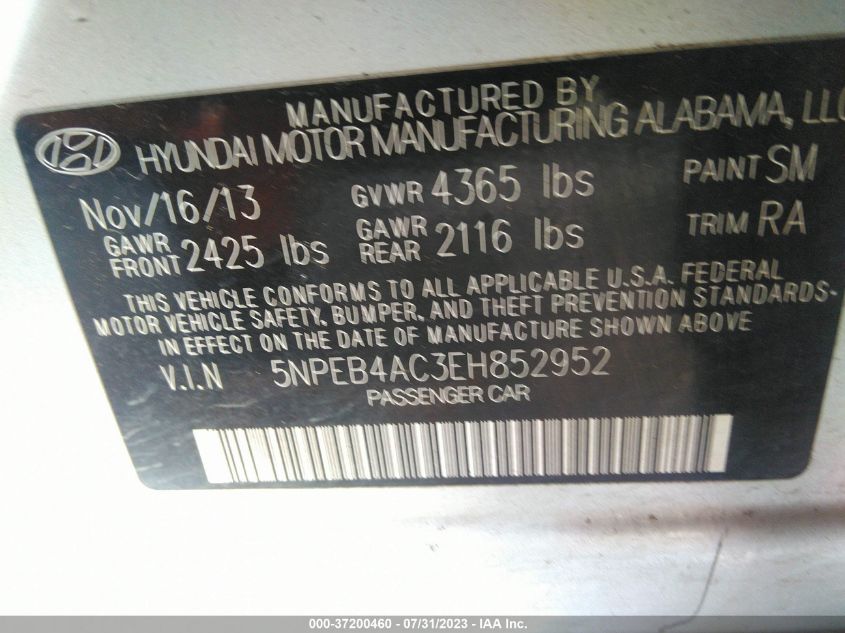 MANUFACTURED BY
HYUNDAI MOTOR MANUFACTURING ALABAMA, LLC
Nov/16/13 GVWR 4365 lbs PAINT SM
GAWR FRONT 2425 lbs GAWR REAR 2116 lbs TRIM RA
THIS VEHICLE CONFORMS TO ALL APPLICABLE U.S.A. FEDERAL
MOTOR VEHICLE SAFETY, BUMPER, AND THEFT PREVENTION STANDARDS
IN EFFECT ON THE DATE OF MANUFACTURE SHOWN ABOVE
V.I.N 5NPEB4AC3EH852952
PASSENGER CAR
000-37200460 / 07/31/2023 - IAA Inc.